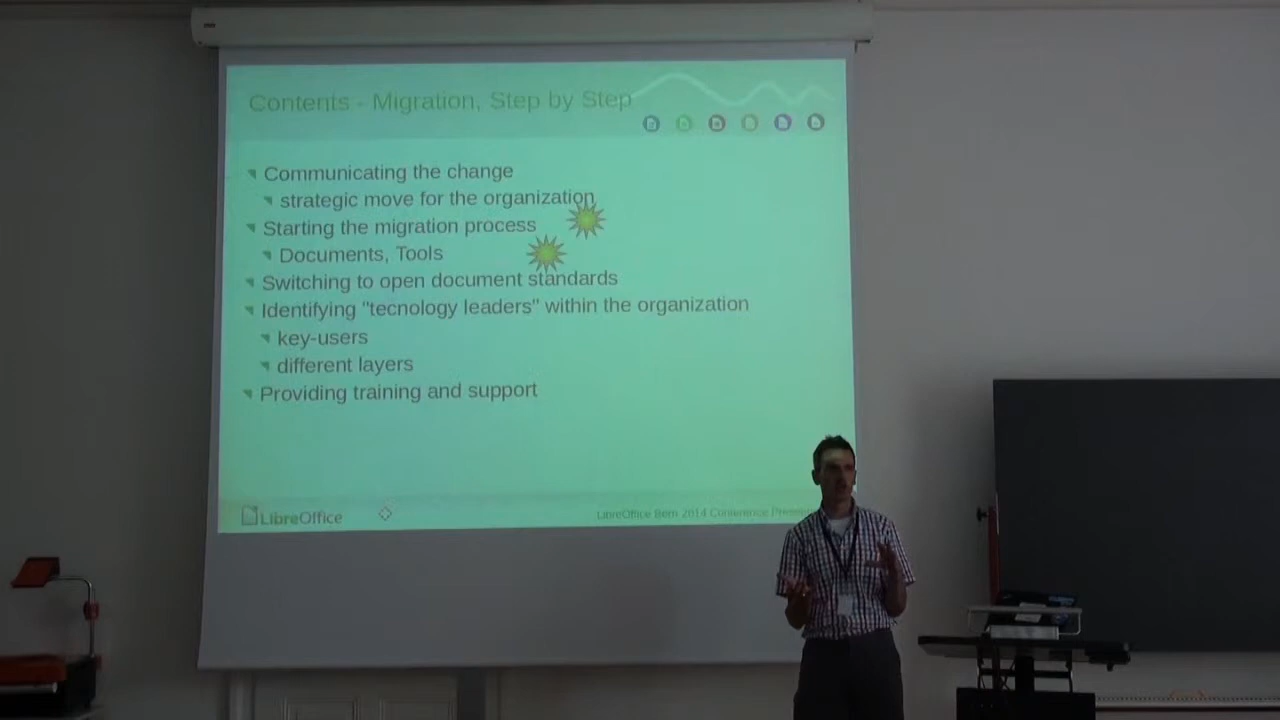 Contents - Migration, Step by Step
Communicating the change
strategic move for the organization
Starting the migration process
Documents, Tools
Switching to open document standards
Identifying "tecnology leaders" within the organization
key-users
different layers
Providing training and support
LibreOffice
LibreOffice Bern 2014 Conference